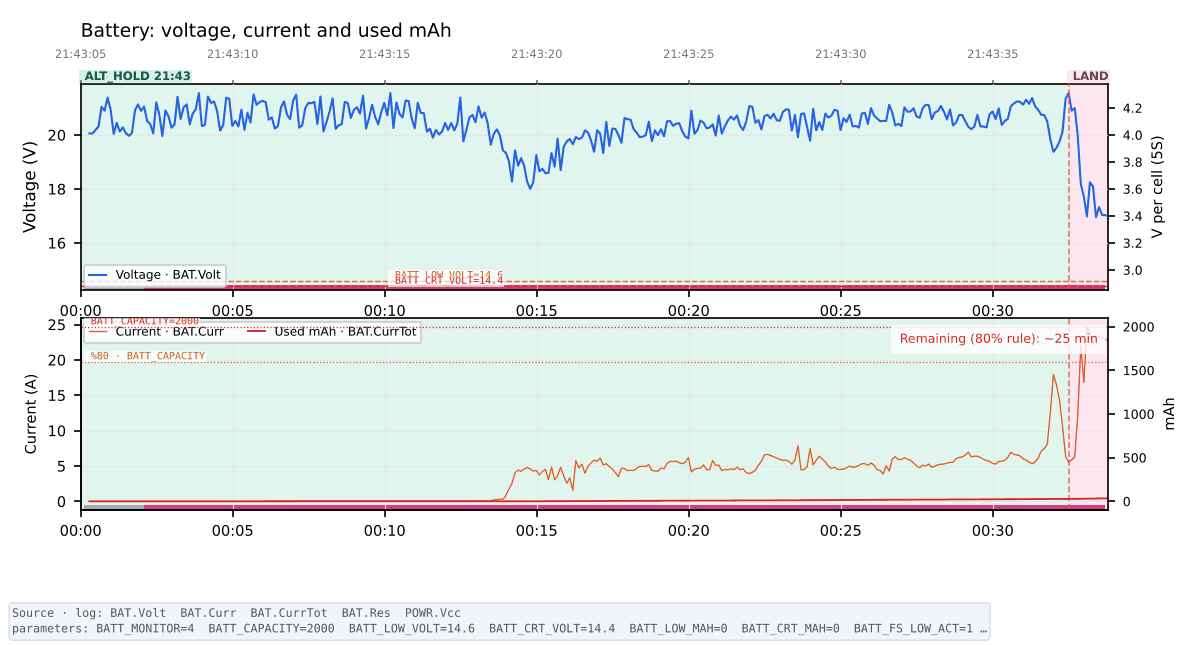 Battery: voltage, current and used mAh
21:43:05 21:43:10 21:43:15 21:43:20 21:43:25 21:43:30 21:43:35
ALT_HOLD 21:43 LAND
Voltage (V)
20
18
16
4.2
4.0
3.8
3.6
3.4
3.2
3.0
V per cell (5S)
Voltage · BAT.Volt
BATT_LOW_VOLT=14.6
BATT_CRT_VOLT=14.4
00:00 00:05 00:10 00:15 00:20 00:25 00:30
BATT_CAPACITY=2000
Current · BAT.Curr Used mAh · BAT.CurrTot
Remaining (80% rule): ~25 min
%80 · BATT_CAPACITY
Current (A)
25
20
15
10
5
0
2000
1500
1000
500
0
mAh
00:00 00:05 00:10 00:15 00:20 00:25 00:30
Source · log: BAT.Volt BAT.Curr BAT.CurrTot BAT.Res POWR.Vcc
parameters: BATT_MONITOR=4 BATT_CAPACITY=2000 BATT_LOW_VOLT=14.6 BATT_CRT_VOLT=14.4 BATT_LOW_MAH=0 BATT_CRT_MAH=0 BATT_FS_LOW_ACT=1 …